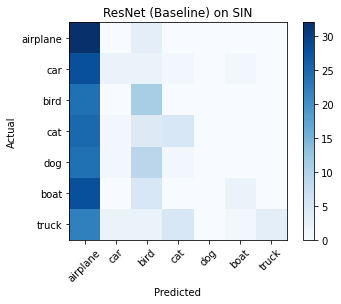 ResNet (Baseline) on SIN
airplane
car
bird
cat
dog
boat
truck
Actual
airplane
car
bird
cat
dog
boat
truck
Predicted
30
25
20
15
10
5
0